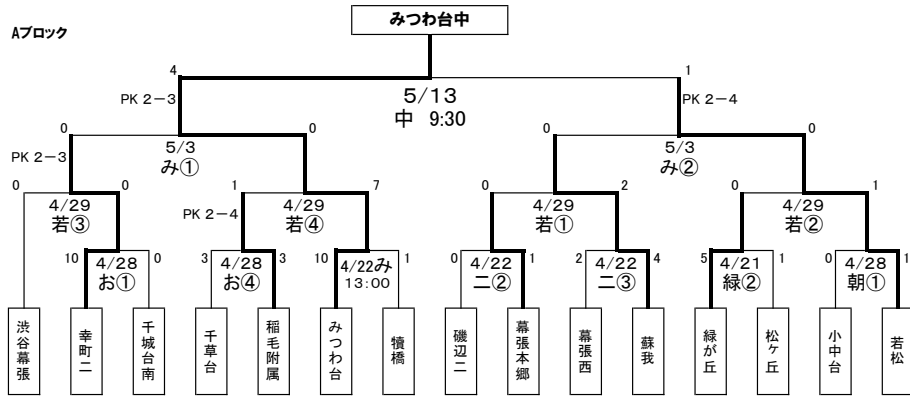 みつわ台中
Aブロック
4
1
PK 2-3
5/13
PK 2-4
中 9:30
0
0
0
0
PK 2-3
5/3
み①
5/3
み②
0
0
1
7
0
2
0
1
4/29
若③
PK 2-4
4/29
若④
4/29
若①
4/29
若②
10
4/28
お①
0
3
4/28
お④
3
10
4/22み
13:00
1
0
4/22
二②
1
2
4/22
二③
4
5
4/21
緑②
1
0
4/28
朝①
1
渋谷幕張
幸町二
千城台南
千草台
稲毛附属
みつわ台
犢橋
磯辺二
幕張本郷
幕張西
蘇我
緑が丘
松ヶ丘
小中台
若松